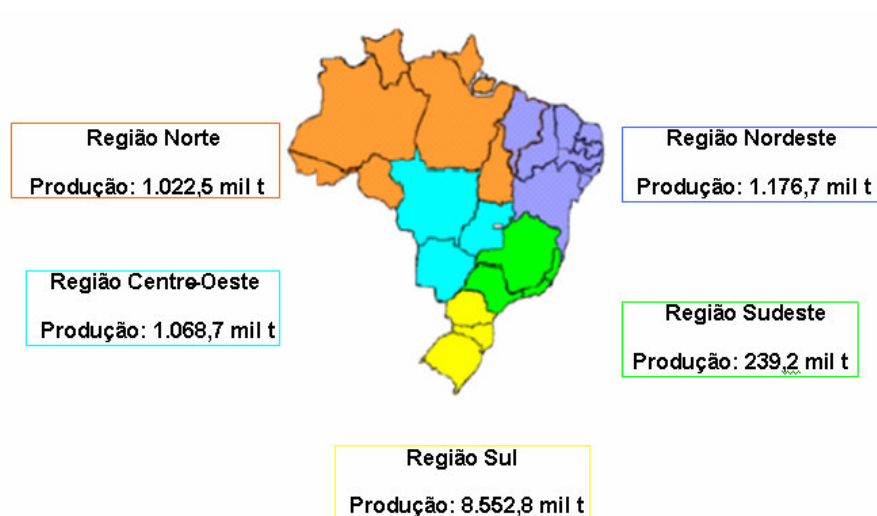 Região Norte
Produção: 1.022,5 mil t
Região Nordeste
Produção: 1.176,7 mil t
Região Centro-Oeste
Produção: 1.068,7 mil t
Região Sudeste
Produção: 239,2 mil t
Região Sul
Produção: 8.552,8 mil t